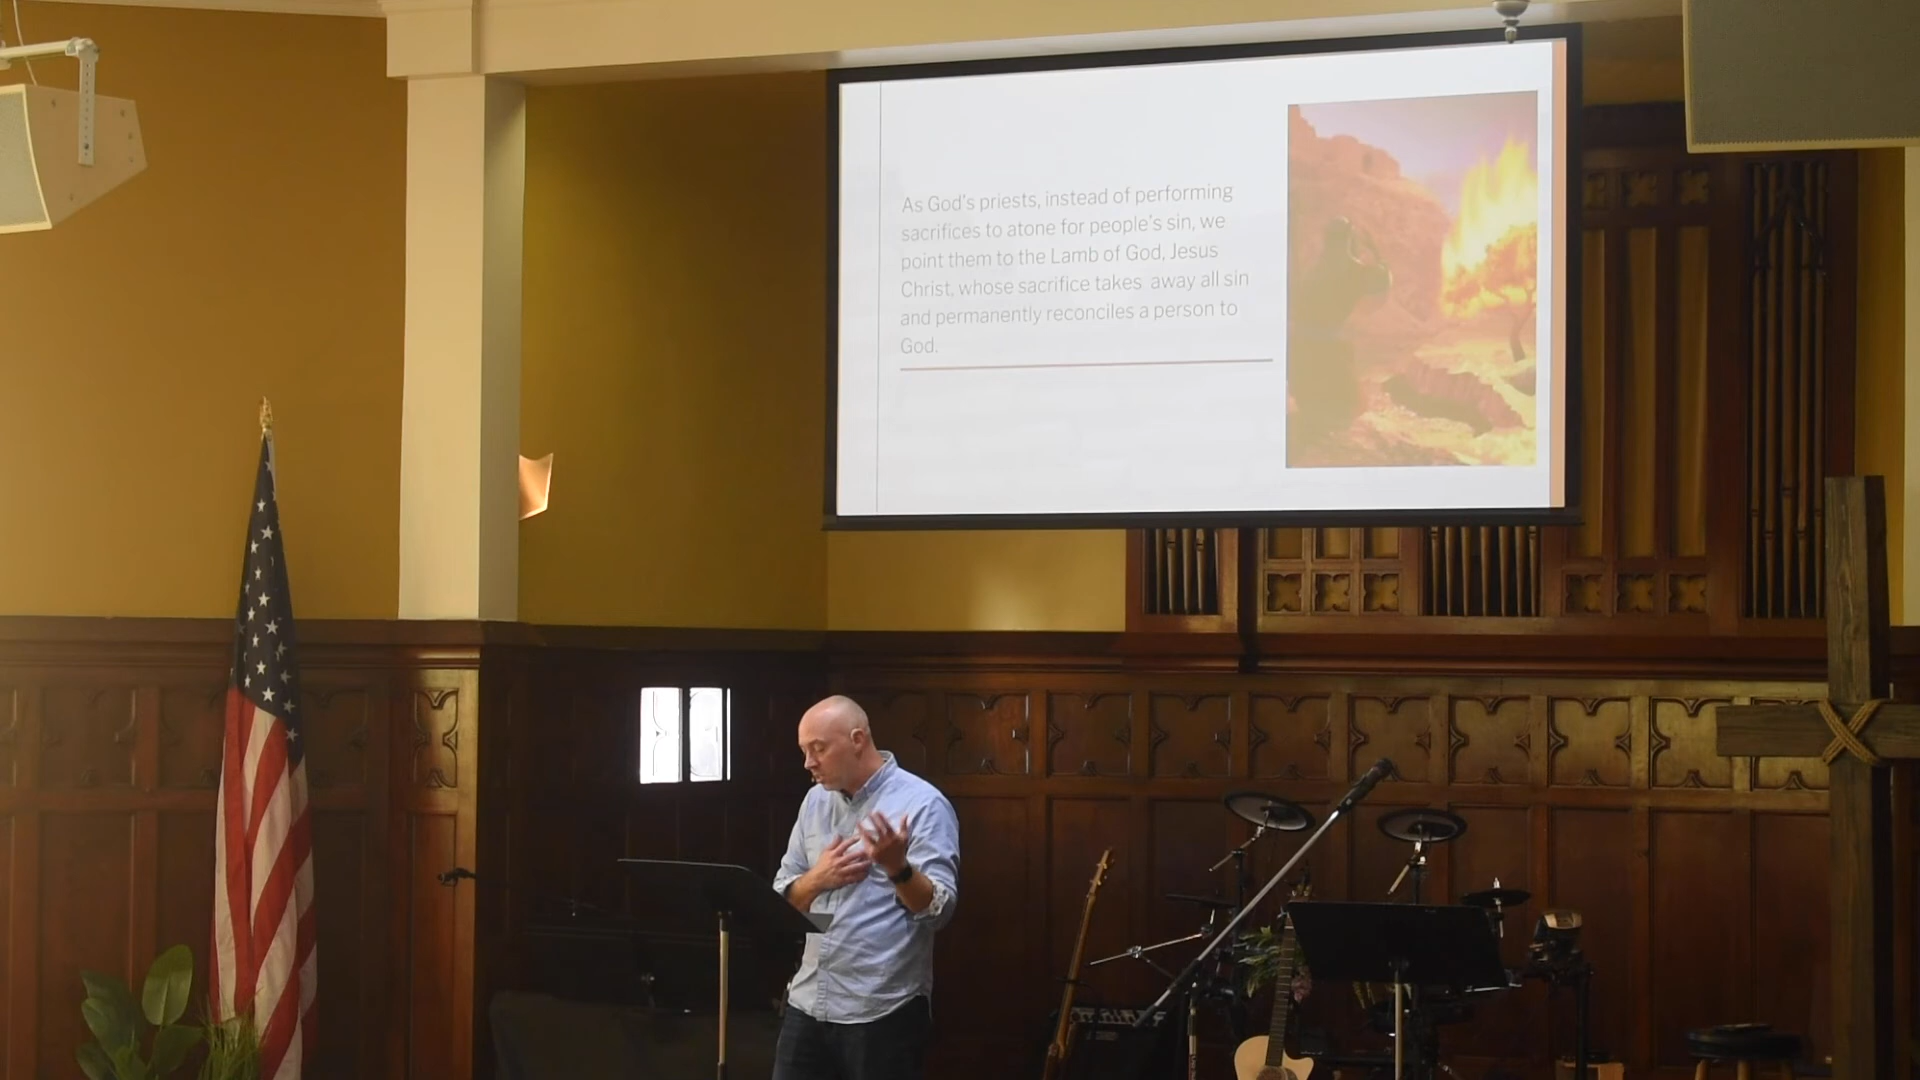 As God's priests, instead of performing
sacrifices to atone for people's sin, we
point them to the Lamb of God, Jesus
Christ, whose sacrifice takes away all sin
and permanently reconciles a person to
God.